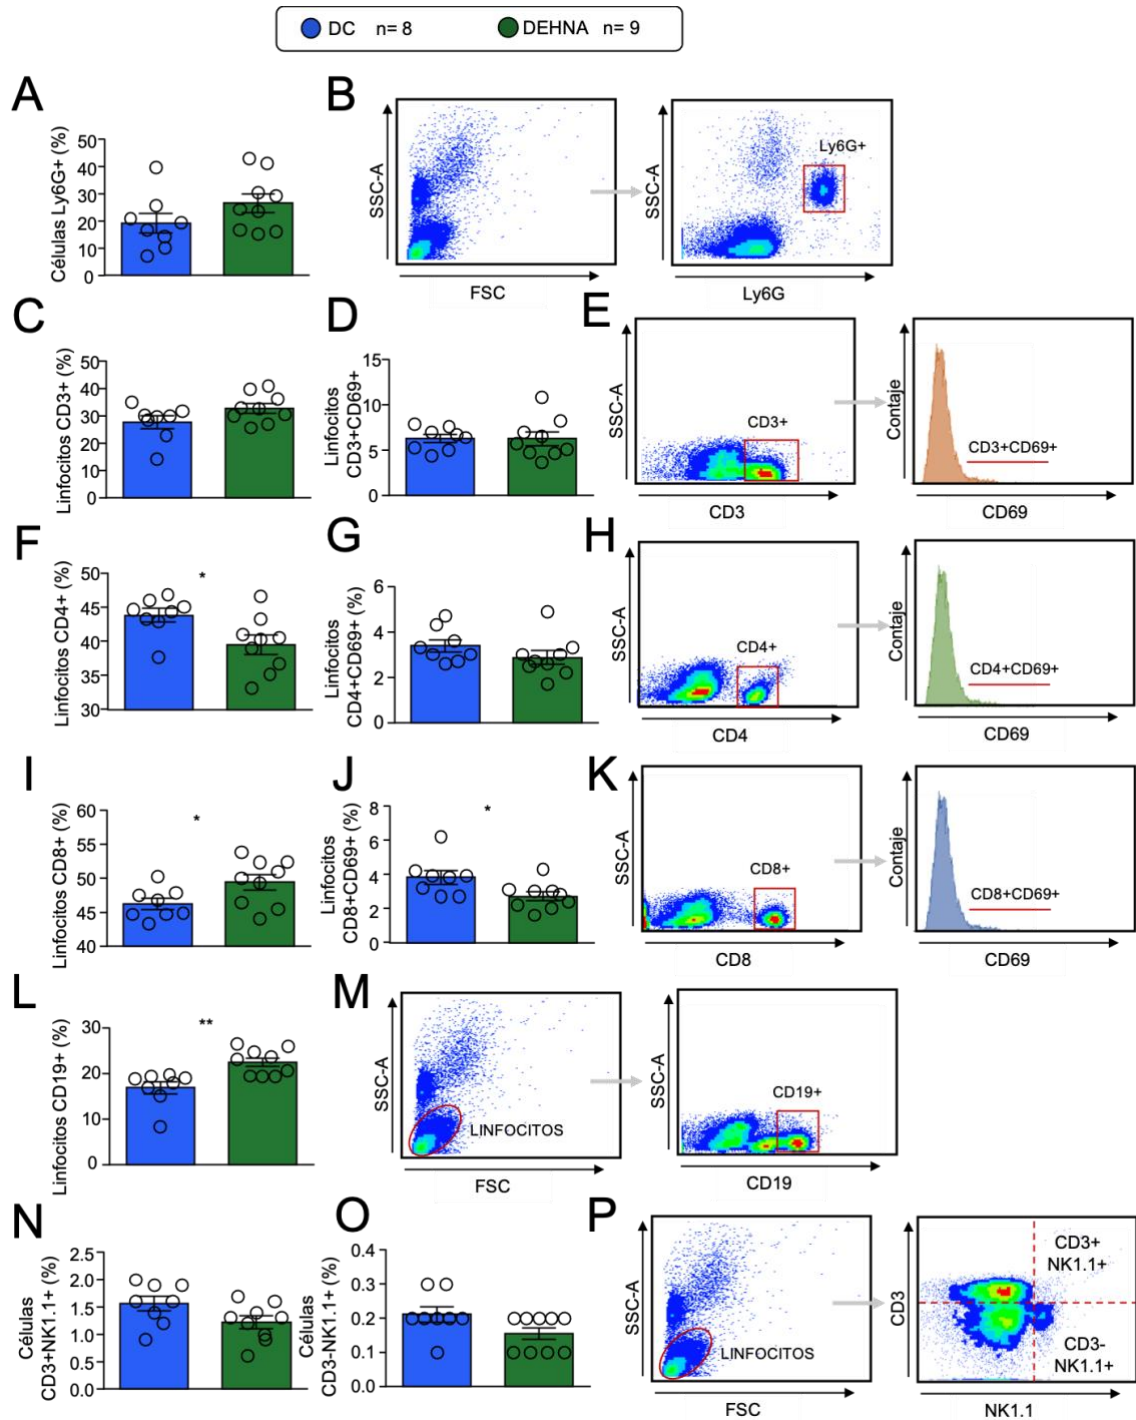 DC n= 8 DEHNA n= 9
A
Células Ly6G+ (%)
50
40
30
20
10
0
B
SSC-A
FSC
SSC-A
Ly6G+
Ly6G
C
Linfocitos CD3+ (%)
50
40
30
20
10
0
D
Linfocitos
CD3+CD69+
15
10
5
0
E
SSC-A
CD3+
CD3
Contaje
CD3+CD69+
CD69
F
Linfocitos CD4+ (%)
50
45
40
35
30
*
G
Linfocitos
CD4+CD69+ (%)
6
4
2
0
H
SSC-A
CD4+
CD4
Contaje
CD4+CD69+
CD69
I
Linfocitos CD8+ (%)
60
55
50
45
40
*
J
Linfocitos
CD8+CD69+ (%)
8
6
4
2
0
*
K
SSC-A
CD8+
CD8
Contaje
CD8+CD69+
CD69
L
Linfocitos CD19+ (%)
30
20
10
0
**
M
SSC-A
LINFOCITOS
FSC
SSC-A
CD19+
CD19
N
Células
CD3+NK1.1+ (%)
2.5
2.0
1.5
1.0
0.5
0.0
O
Células
CD3-NK1.1+ (%)
0.4
0.3
0.2
0.1
0.0
P
SSC-A
LINFOCITOS
FSC
CD3
CD3+
NK1.1+
CD3-
NK1.1+
NK1.1